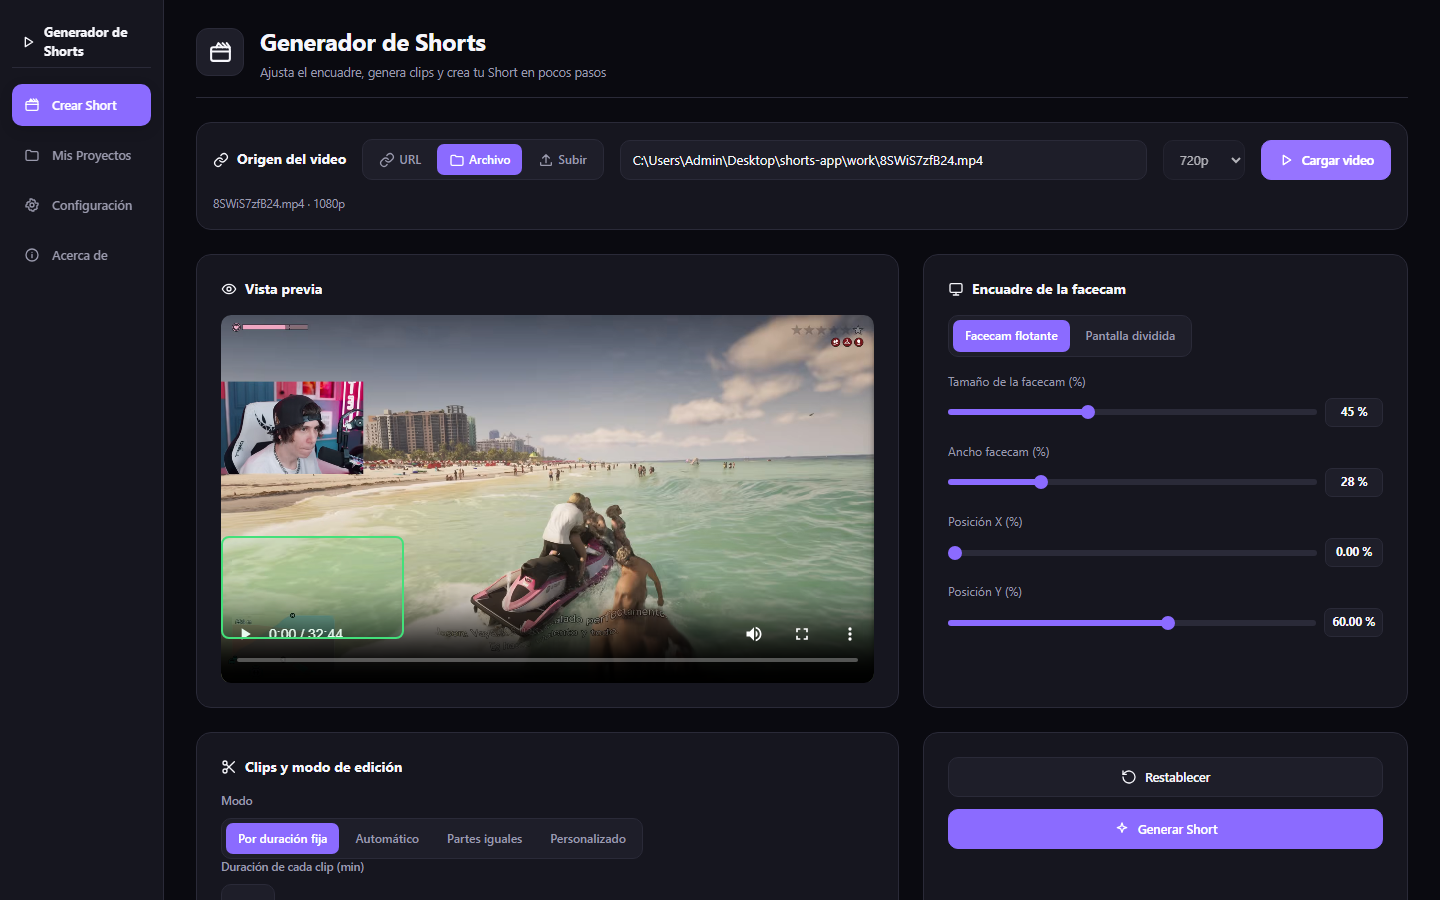 Generador de
Shorts
Crear Short
Mis Proyectos
Configuración
Acerca de
Generador de Shorts
Ajusta el encuadre, genera clips y crea tu Short en pocos pasos
Origen del video
URL
Archivo
Subir
C:\Users\Admin\Desktop\shorts-app\work\8SWiS7zfB24.mp4
720p
Cargar video
8SWiS7zfB24.mp4 · 1080p
Vista previa
0:00 / 32:44
Encuadre de la facecam
Facecam flotante
Pantalla dividida
Tamaño de la facecam (%)
45 %
Ancho facecam (%)
28 %
Posición X (%)
0.00 %
Posición Y (%)
60.00 %
Clips y modo de edición
Modo
Por duración fija
Automático
Partes iguales
Personalizado
Duración de cada clip (min)
Restablecer
Generar Short